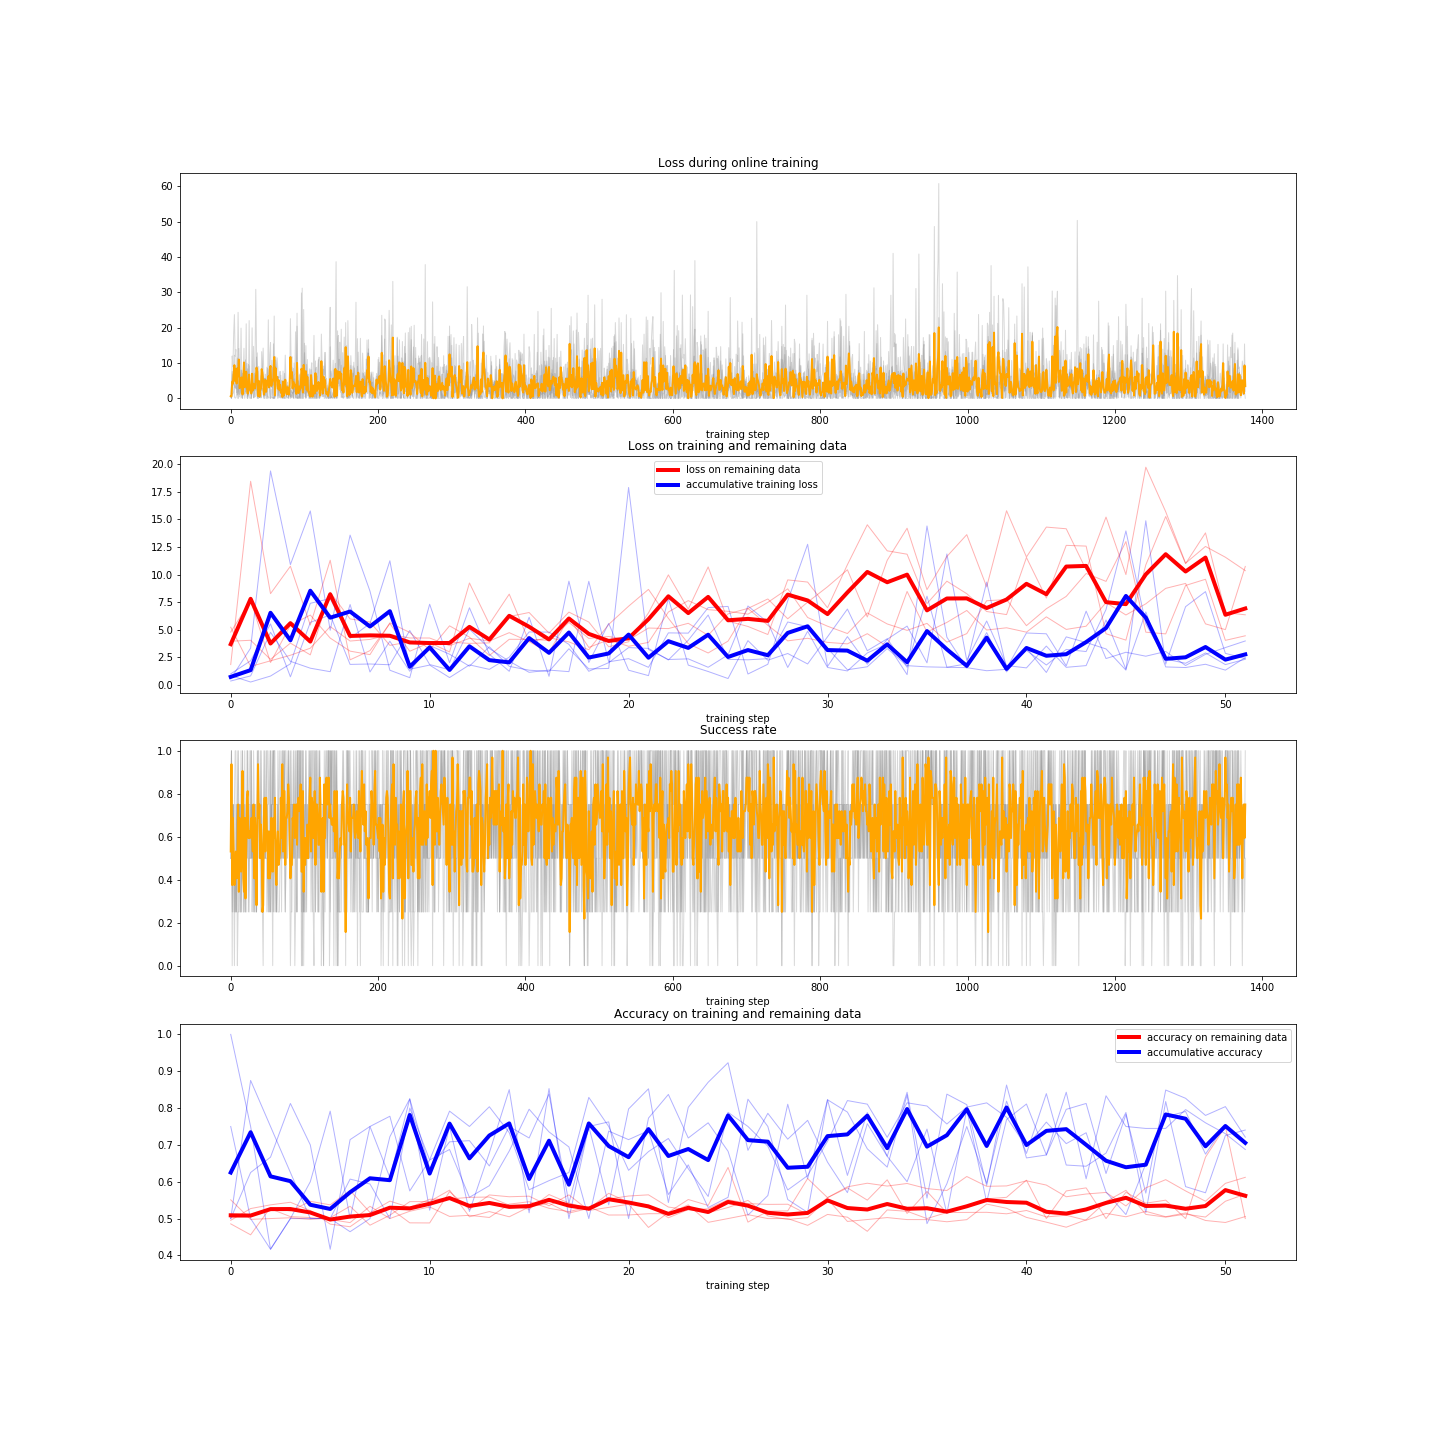 Loss during online training
60
50
40
30
20
10
0
0 200 400 600 800 1000 1200 1400
training step
Loss on training and remaining data
20.0
17.5
15.0
12.5
10.0
7.5
5.0
2.5
0.0
loss on remaining data
accumulative training loss
0 10 20 30 40 50
training step
Success rate
1.0
0.8
0.6
0.4
0.2
0.0
0 200 400 600 800 1000 1200 1400
training step
Accuracy on training and remaining data
1.0
0.9
0.8
0.7
0.6
0.5
0.4
accuracy on remaining data
accumulative accuracy
0 10 20 30 40 50
training step